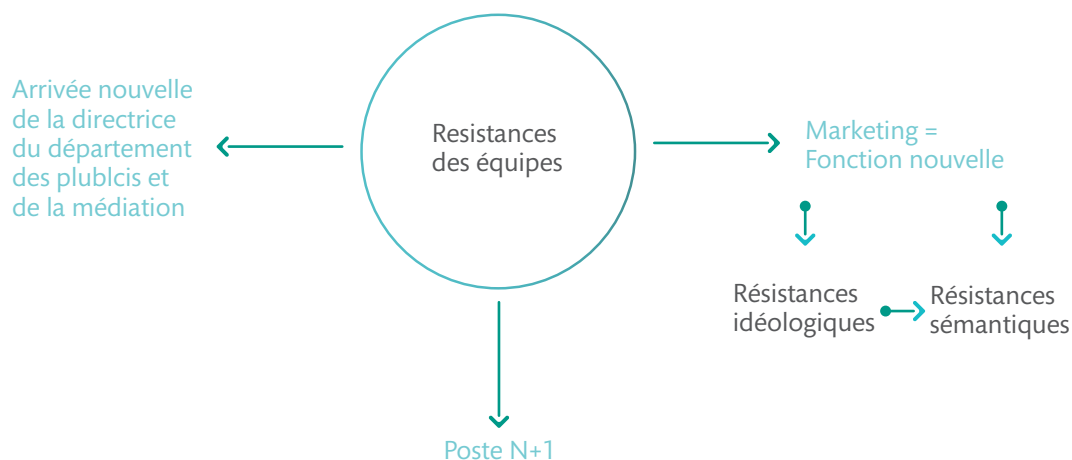 Arrivée nouvelle
de la directrice
du département
des plublcis et
de la médiation
Resistances
des équipes
Marketing =
Fonction nouvelle
Résistances
idéologiques
Résistances
sémantiques
Poste N+1